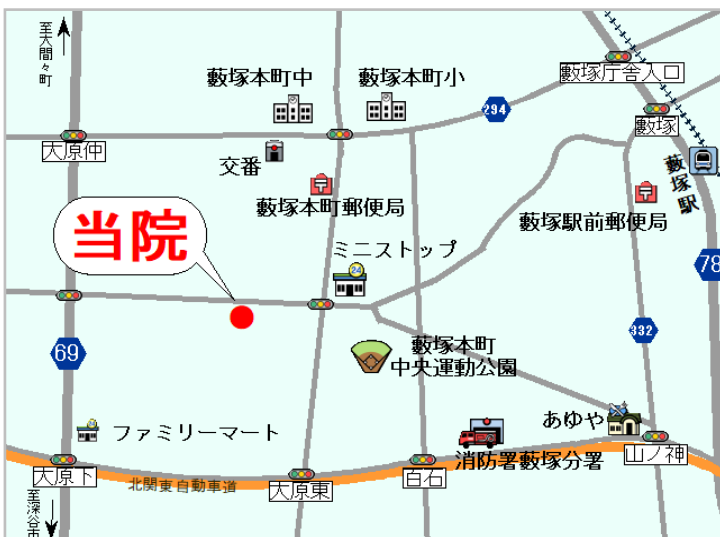 至大間々町
藪塚本町中
藪塚本町小
藪塚庁舎入口
294
藪塚
大原仲
交番
藪塚駅
藪塚本町郵便局
藪塚駅前郵便局
当院
ミニストップ
24
78
69
332
藪塚本町
中央運動公園
あゆや
ファミリーマート
消防署藪塚分署
山ノ神
大原下
北関東自動車道
大原東
百石
至深谷市